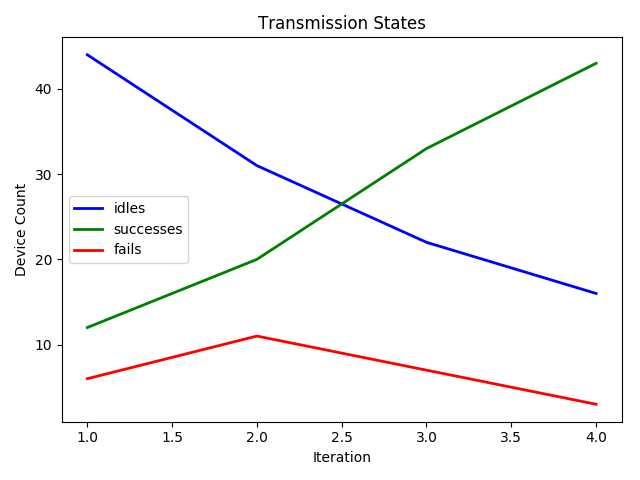 Transmission States
Device Count
40
30
20
10
idles
successes
fails
1.0 1.5 2.0 2.5 3.0 3.5 4.0
Iteration